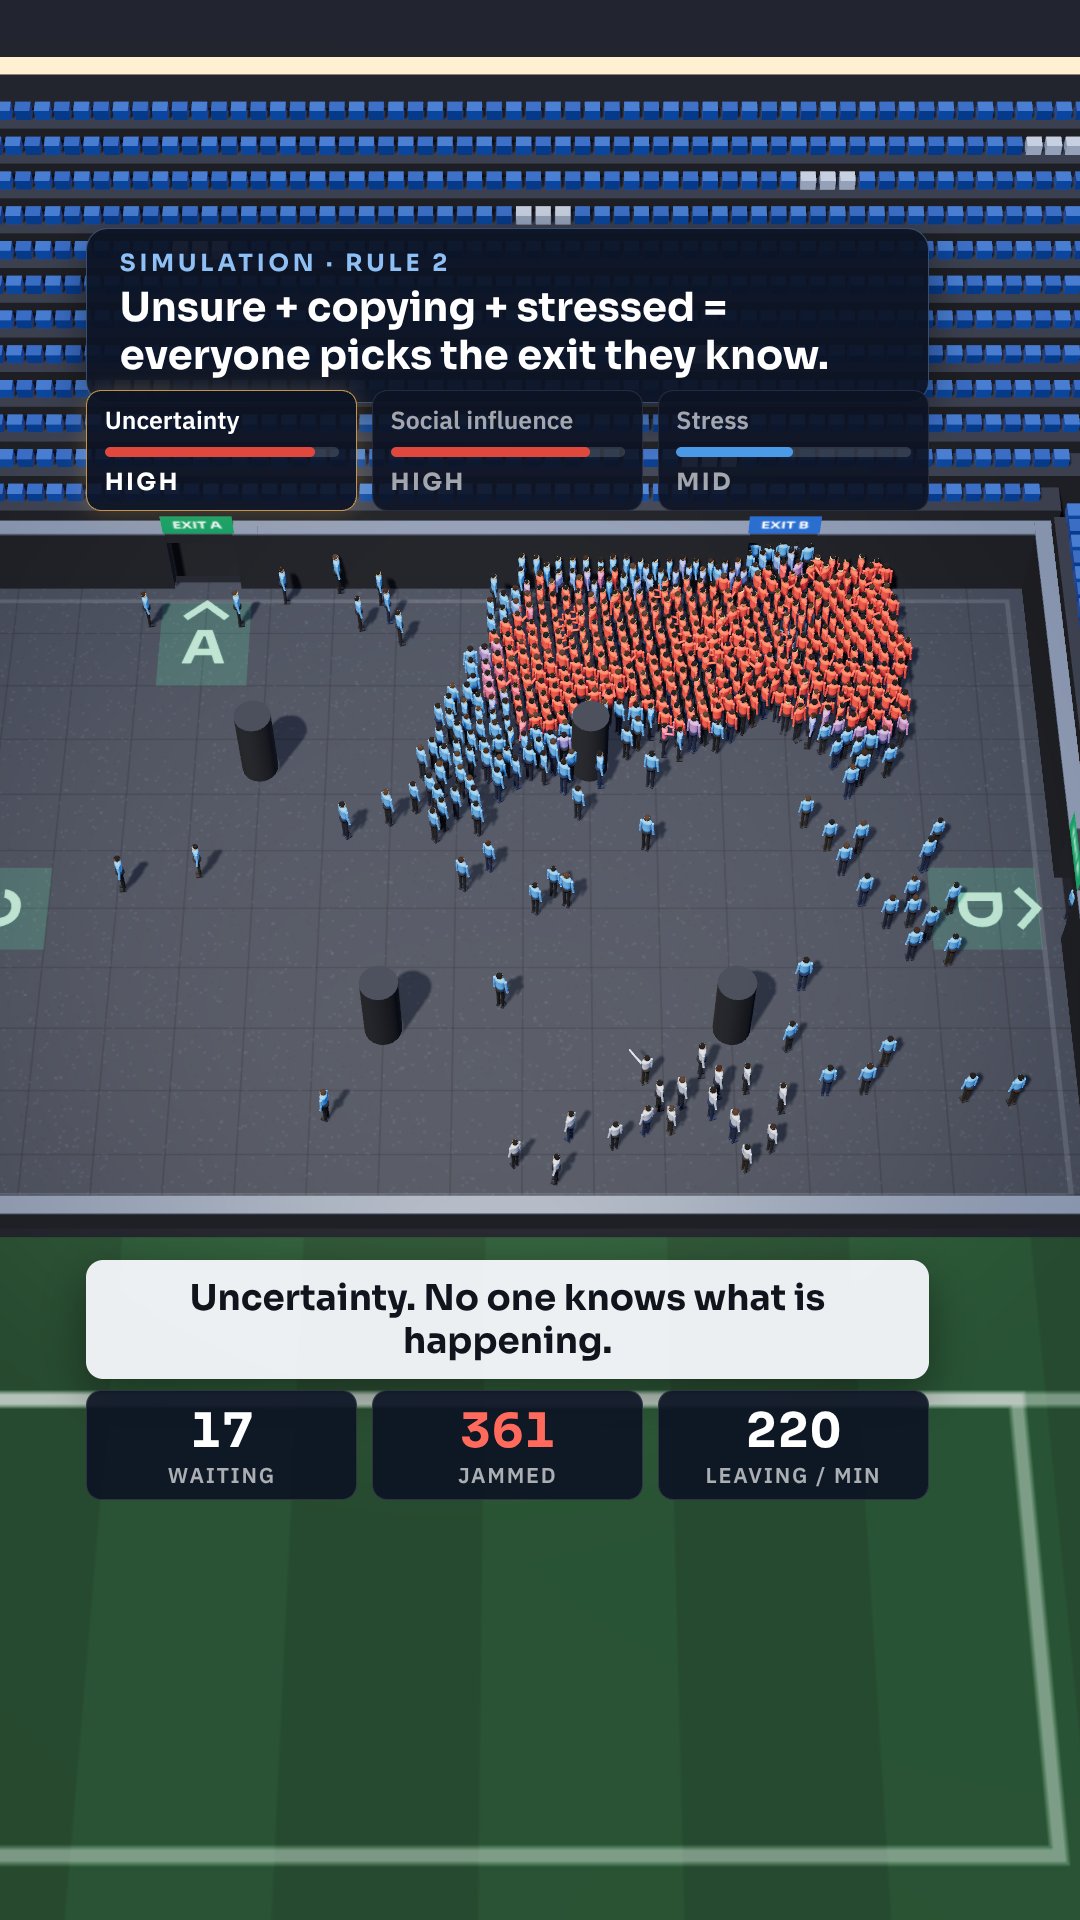 SIMULATION · RULE 2
Unsure + copying + stressed =
everyone picks the exit they know.
Uncertainty
HIGH
Social influence
HIGH
Stress
MID
EXIT A
EXIT B
A
C
D
Uncertainty. No one knows what is
happening.
17
WAITING
361
JAMMED
220
LEAVING / MIN